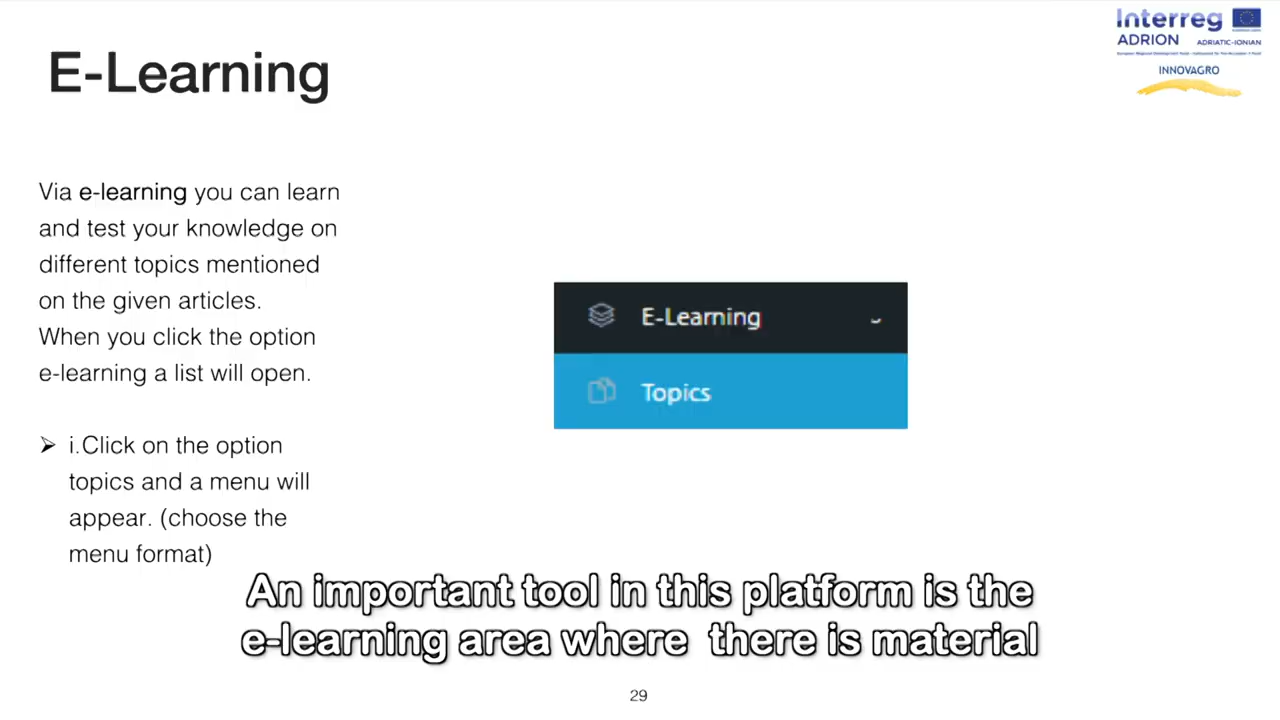 Interreg
ADRION ADRIATIC-IONIAN
INNOVAGRO
E-Learning
Via e-learning you can learn
and test your knowledge on
different topics mentioned
on the given articles.
When you click the option
e-learning a list will open.
➢ i.Click on the option
topics and a menu will
appear. (choose the
menu format)
E-Learning
Topics
An important tool in this platform is the
e-learning area where there is material
29